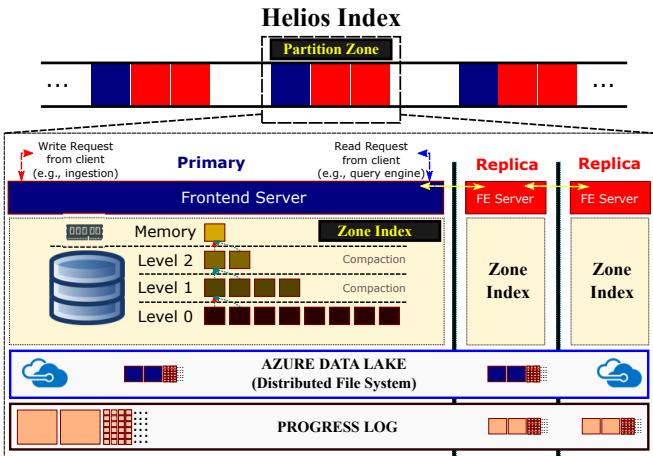 Helios Index
Partition Zone
... ...
Write Request
from client
(e.g., ingestion)
Primary
Read Request
from client
(e.g., query engine)
Replica
Replica
Frontend Server
FE Server
FE Server
Memory
Zone Index
Level 2
Compaction
Level 1
Compaction
Level 0
Zone
Index
Zone
Index
AZURE DATA LAKE
(Distributed File System)
PROGRESS LOG